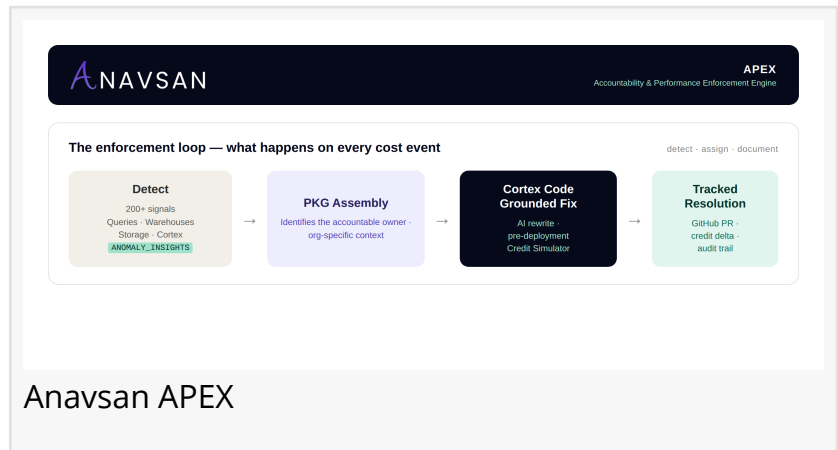 ANAVSAN
APEX
Accountability & Performance Enforcement Engine
The enforcement loop — what happens on every cost event
detect · assign · document
Detect
200+ signals
Queries · Warehouses
Storage · Cortex
ANOMALY_INSIGHTS
→
PKG Assembly
Identifies the accountable owner ·
org-specific context
→
Cortex Code
Grounded Fix
AI rewrite ·
pre-deployment
Credit Simulator
→
Tracked
Resolution
GitHub PR ·
credit delta ·
audit trail
Anavsan APEX